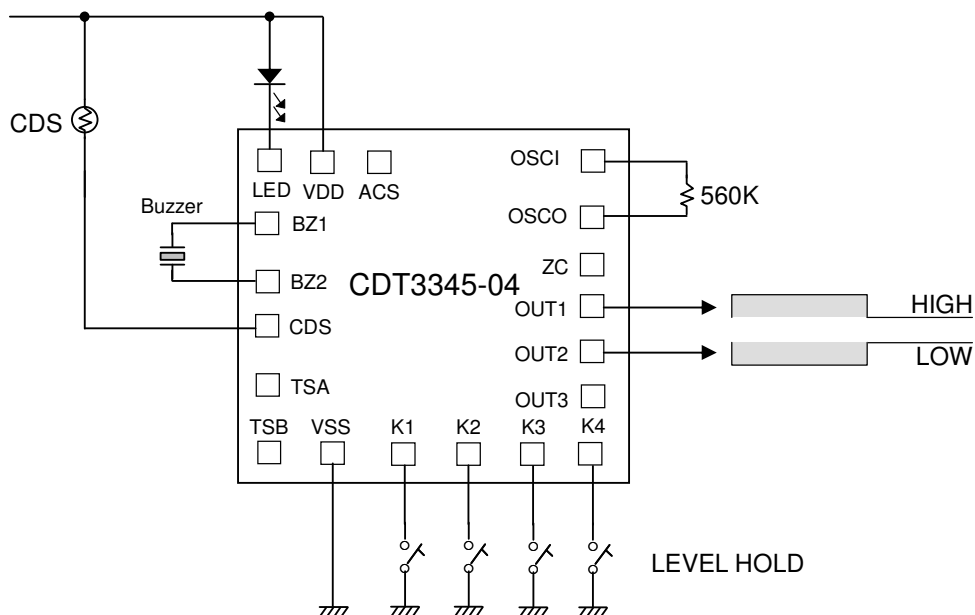 CDS
LED
VDD
ACS
OSCI
560K
OSCO
Buzzer
BZ1
BZ2
CDT3345-04
ZC
OUT1
HIGH
CDS
OUT2
LOW
TSA
OUT3
TSB
VSS
K1
K2
K3
K4
LEVEL HOLD